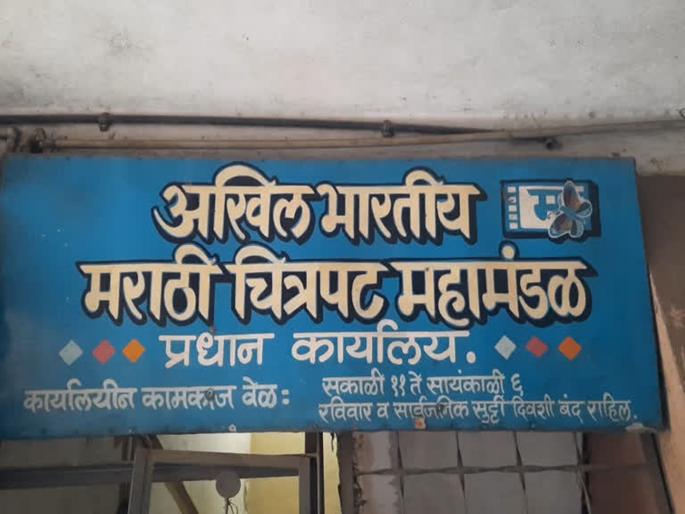 अखिल भारतीय
मराठी चित्रपट महामंडळ
प्रधान कार्यालय.
कार्यालयीन कामकाज वेळ : सकाळी ११ ते सायंकाळी ६
रविवार व सार्वजनिक सुट्टी दिवशी बंद राहिल.